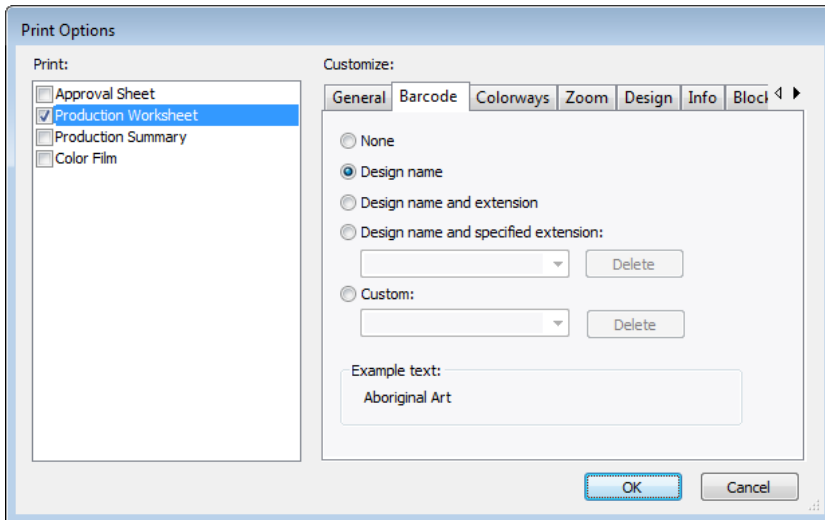 Print Options
Print:
Approval Sheet
Production Worksheet
Production Summary
Color Film
Customize:
General Barcode Colorways Zoom Design Info Block
None
Design name
Design name and extension
Design name and specified extension:
Delete
Custom:
Delete
Example text:
Aboriginal Art
OK Cancel